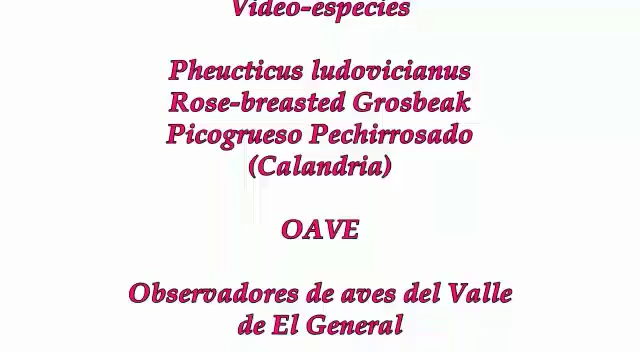 Video-especies
Pheucticus ludovicianus
Rose-breasted Grosbeak
Picogrueso Pechirrosado
(Calandria)
OAVE
Observadores de aves del Valle
de El General